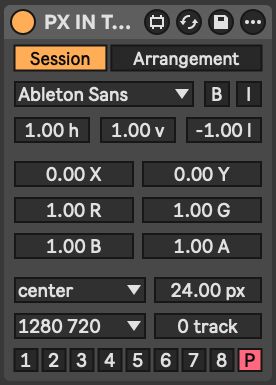 PX IN T...
Session Arrangement
Ableton Sans B I
1.00 h 1.00 v -1.00 l
0.00 X 0.00 Y
1.00 R 1.00 G
1.00 B 1.00 A
center 24.00 px
1280 720 0 track
1 2 3 4 5 6 7 8 P